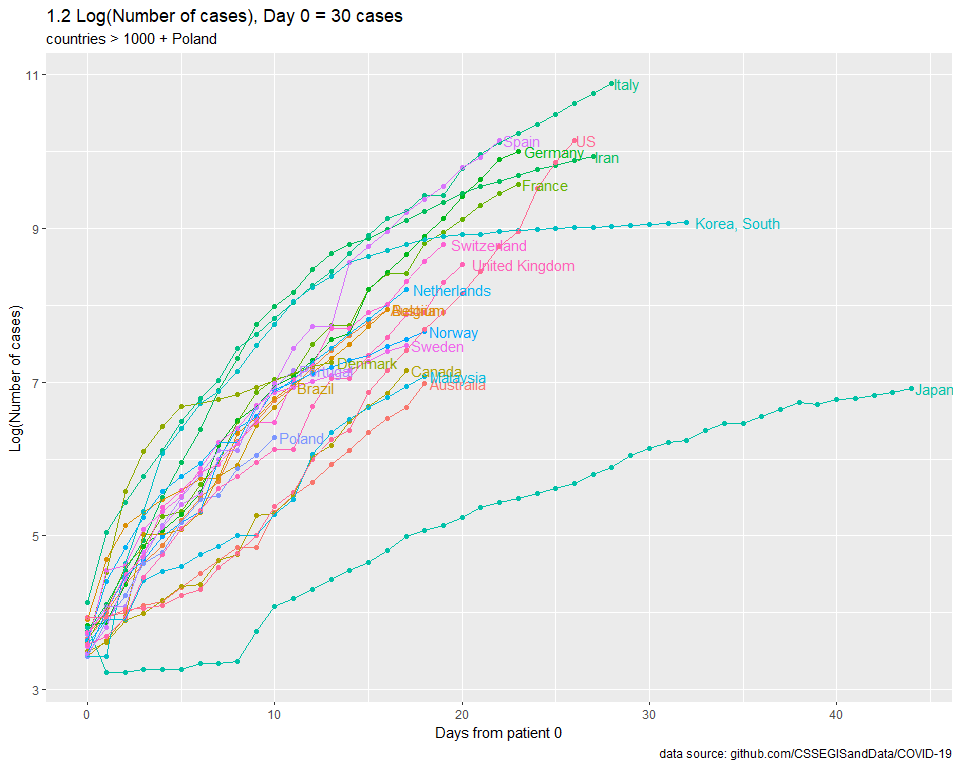 1.2 Log(Number of cases), Day 0 = 30 cases
countries > 1000 + Poland
11
Italy
Spain
US
Germany
Iran
France
9
Korea, South
Switzerland
United Kingdom
Netherlands
Belgium
Austria
Norway
Sweden
Denmark
Portugal
Canada
7
Malaysia
Brazil
Australia
Japan
Poland
5
3
Log(Number of cases)
0
10
20
30
40
Days from patient 0
data source: github.com/CSSEGISandData/COVID-19